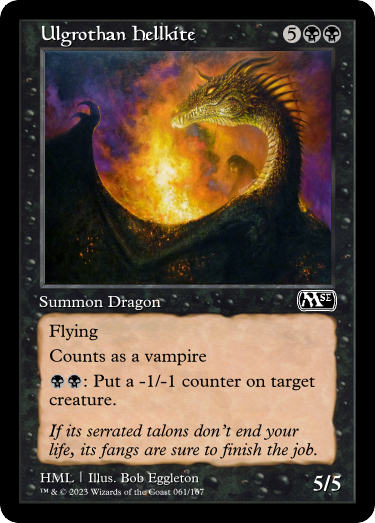 Ulgrothan Hellkite 5
Summon Dragon
MSE
Flying
Counts as a vampire
: Put a -1/-1 counter on target
creature.
If its serrated talons don't end your
life, its fangs are sure to finish the job.
HML | Illus. Bob Eggleton
™ & © 2023 Wizards of the Coast 061/167
5/5